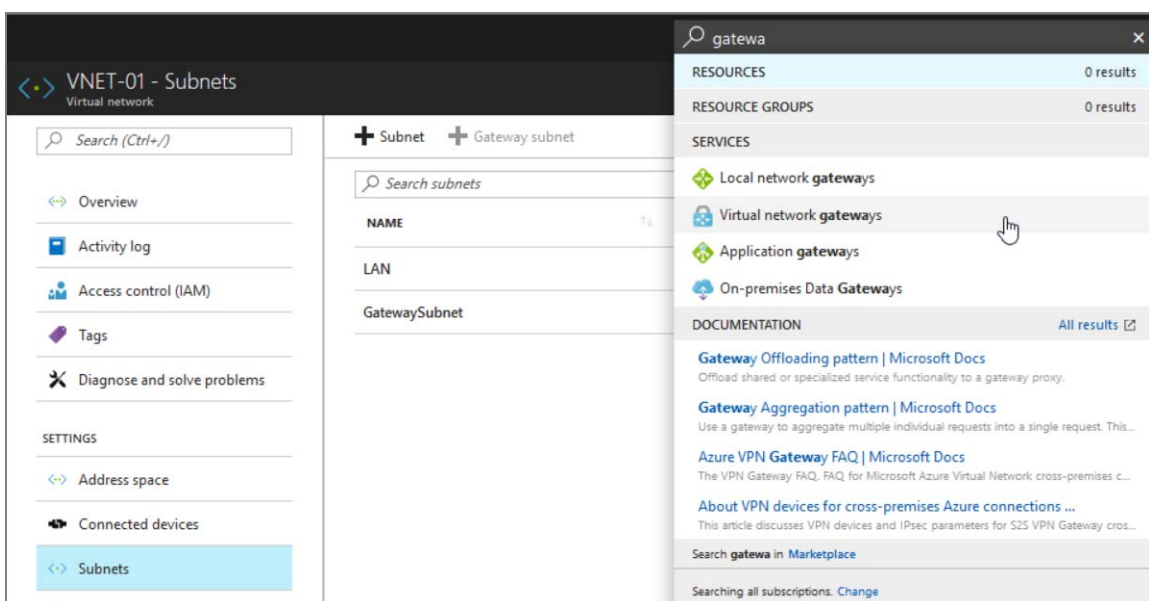 gatewa
VNET-01 - Subnets
Virtual network
Search (Ctrl+/)
Overview
Activity log
Access control (IAM)
Tags
Diagnose and solve problems
SETTINGS
Address space
Connected devices
Subnets
Subnet
Gateway subnet
Search subnets
NAME
LAN
GatewaySubnet
RESOURCES 0 results
RESOURCE GROUPS 0 results
SERVICES
Local network gateways
Virtual network gateways
Application gateways
On-premises Data Gateways
DOCUMENTATION All results
Gateway Offloading pattern | Microsoft Docs
Offload shared or specialized service functionality to a gateway proxy.
Gateway Aggregation pattern | Microsoft Docs
Use a gateway to aggregate multiple individual requests into a single request. This...
Azure VPN Gateway FAQ | Microsoft Docs
The VPN Gateway FAQ. FAQ for Microsoft Azure Virtual Network cross-premises c...
About VPN devices for cross-premises Azure connections ...
This article discusses VPN devices and IPsec parameters for S2S VPN Gateway cros...
Search gatewa in Marketplace
Searching all subscriptions. Change